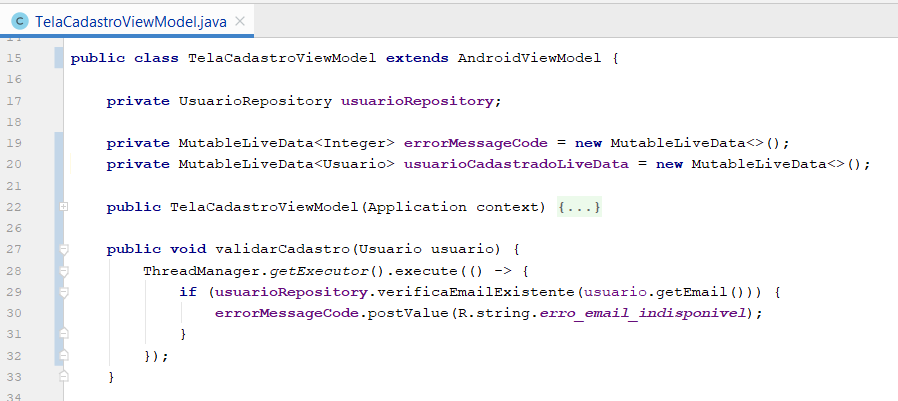 C TelaCadastroViewModel.java ×
14
15 public class TelaCadastroViewModel extends AndroidViewModel {
16
17 private UsuarioRepository usuarioRepository;
18
19 private MutableLiveData<Integer> errorMessageCode = new MutableLiveData<>();
20 private MutableLiveData<Usuario> usuarioCadastradoLiveData = new MutableLiveData<>();
21
22 public TelaCadastroViewModel(Application context) {...}
26
27 public void validarCadastro(Usuario usuario) {
28 ThreadManager.getExecutor().execute(() -> {
29 if (usuarioRepository.verificaEmailExistente(usuario.getEmail())) {
30 errorMessageCode.postValue(R.string.erro_email_indisponivel);
31 }
32 });
33 }
34